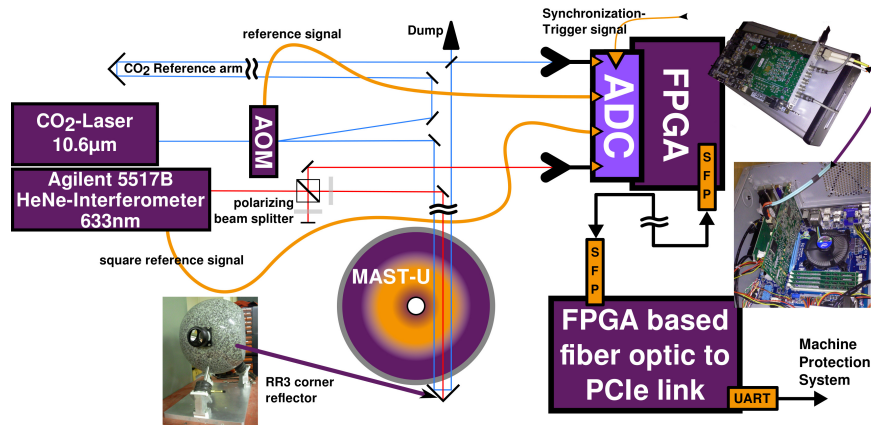 reference signal
Dump
Synchronization-
Trigger signal
CO2 Reference arm
CO2-Laser
10.6μm
AOM
ADC
FPGA
SFP
Agilent 5517B
HeNe-Interferometer
633nm
polarizing
beam splitter
square reference signal
MAST-U
SFP
RR3 corner
reflector
FPGA based
fiber optic to
PCIe link
UART
Machine
Protection
System